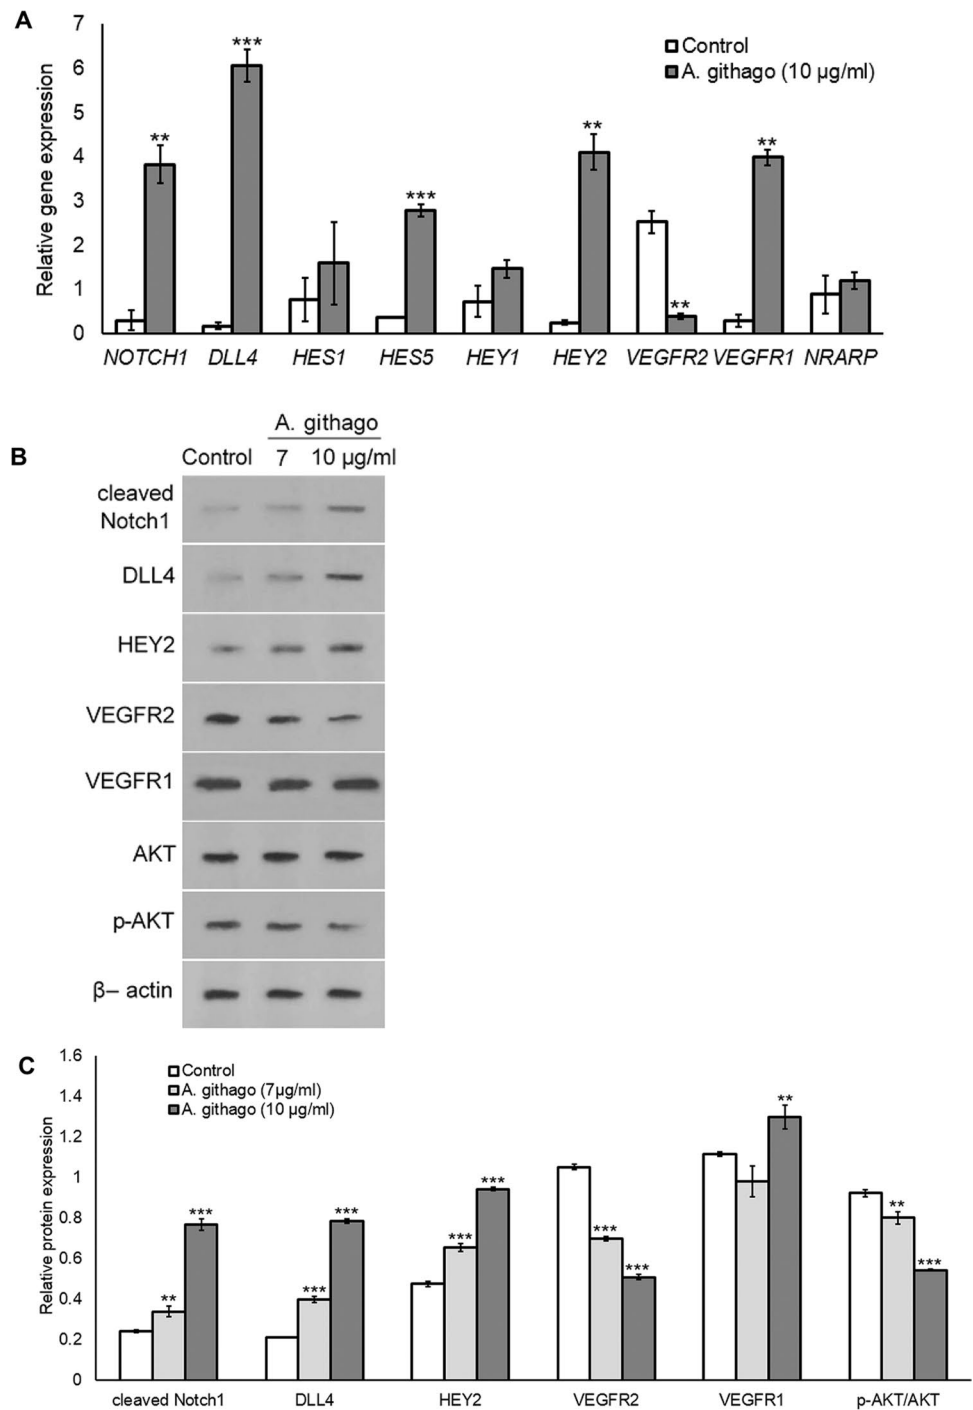 A
7
6
5
4
3
2
1
0
Relative gene expression
Control
A. githago (10 µg/ml)
**
***
***
**
**
**
NOTCH1 DLL4 HES1 HES5 HEY1 HEY2 VEGFR2 VEGFR1 NRARP
B
A. githago
Control 7 10 µg/ml
cleaved
Notch1
DLL4
HEY2
VEGFR2
VEGFR1
AKT
p-AKT
β– actin
C
1.6
1.4
1.2
1
0.8
0.6
0.4
0.2
0
Relative protein expression
Control
A. githago (7µg/ml)
A. githago (10 µg/ml)
**
***
***
***
***
***
***
***
**
**
***
cleaved Notch1 DLL4 HEY2 VEGFR2 VEGFR1 p-AKT/AKT